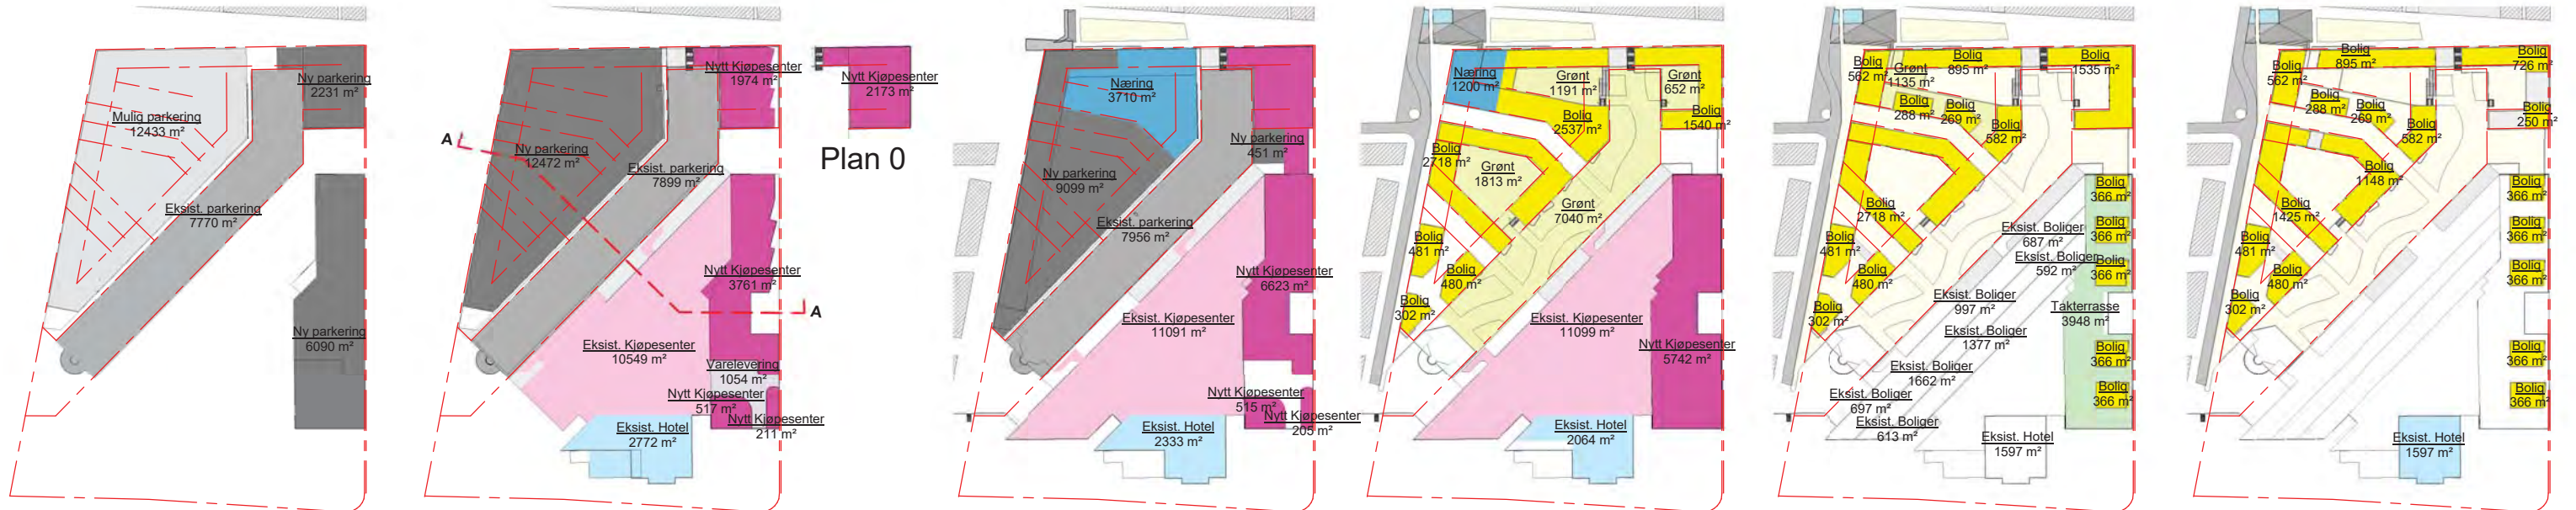 Ny parkering
2231 m²
Mulig parkering
12433 m²
Eksist. parkering
7770 m²
Ny parkering
6090 m²
A
Nytt Kjøpesenter
1974 m²
Nytt Kjøpesenter
2173 m²
Plan 0
Ny parkering
12472 m²
Eksist. parkering
7899 m²
Nytt Kjøpesenter
3761 m²
A
Eksist. Kjøpesenter
10549 m²
Varelevering
1054 m²
Nytt Kjøpesenter
517 m²
Nytt Kjøpesenter
211 m²
Eksist. Hotel
2772 m²
Næring
3710 m²
Ny parkering
451 m²
Ny parkering
9099 m²
Eksist. parkering
7956 m²
Nytt Kjøpesenter
6623 m²
Eksist. Kjøpesenter
11091 m²
Nytt Kjøpesenter
515 m²
Nytt Kjøpesenter
205 m²
Eksist. Hotel
2333 m²
Næring
1200 m²
Grønt
1191 m²
Grønt
652 m²
Bolig
2537 m²
Bolig
1540 m²
Bolig
2718 m²
Grønt
1813 m²
Grønt
7040 m²
Bolig
481 m²
Bolig
480 m²
Bolig
302 m²
Eksist. Kjøpesenter
11099 m²
Nytt Kjøpesenter
5742 m²
Eksist. Hotel
2064 m²
Bolig
562 m²
Grønt
1135 m²
Bolig
895 m²
Bolig
1535 m²
Bolig
288 m²
Bolig
269 m²
Bolig
582 m²
Bolig
366 m²
Bolig
2718 m²
Bolig
366 m²
Eksist. Boliger
687 m²
Bolig
481 m²
Eksist. Boliger
592 m²
Bolig
366 m²
Bolig
480 m²
Eksist. Boliger
997 m²
Takterrasse
3948 m²
Bolig
302 m²
Eksist. Boliger
1377 m²
Bolig
366 m²
Eksist. Boliger
1662 m²
Bolig
366 m²
Eksist. Boliger
697 m²
Eksist. Boliger
613 m²
Eksist. Hotel
1597 m²
Bolig
562 m²
Bolig
895 m²
Bolig
726 m²
Bolig
288 m²
Bolig
269 m²
Bolig
582 m²
Bolig
250 m²
Bolig
1148 m²
Bolig
366 m²
Bolig
1425 m²
Bolig
366 m²
Bolig
481 m²
Bolig
480 m²
Bolig
366 m²
Bolig
302 m²
Bolig
366 m²
Bolig
366 m²
Eksist. Hotel
1597 m²